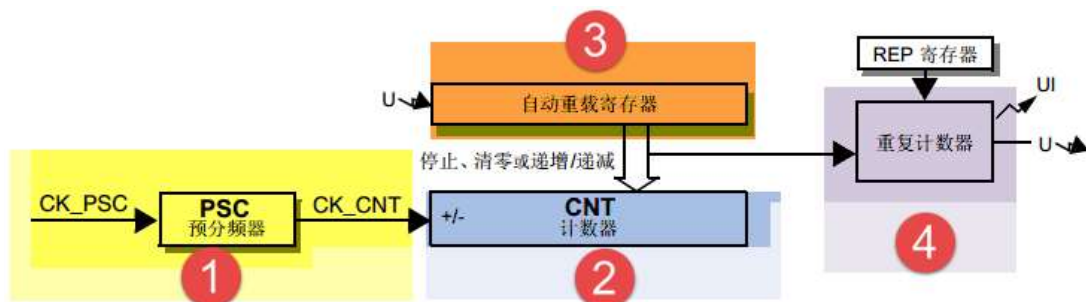 3
REP 寄存器
U
自动重载寄存器
UI
重复计数器
U
停止、清零或递增/递减
CK_PSC
PSC
预分频器
CK_CNT
+/-
CNT
计数器
4
1
2